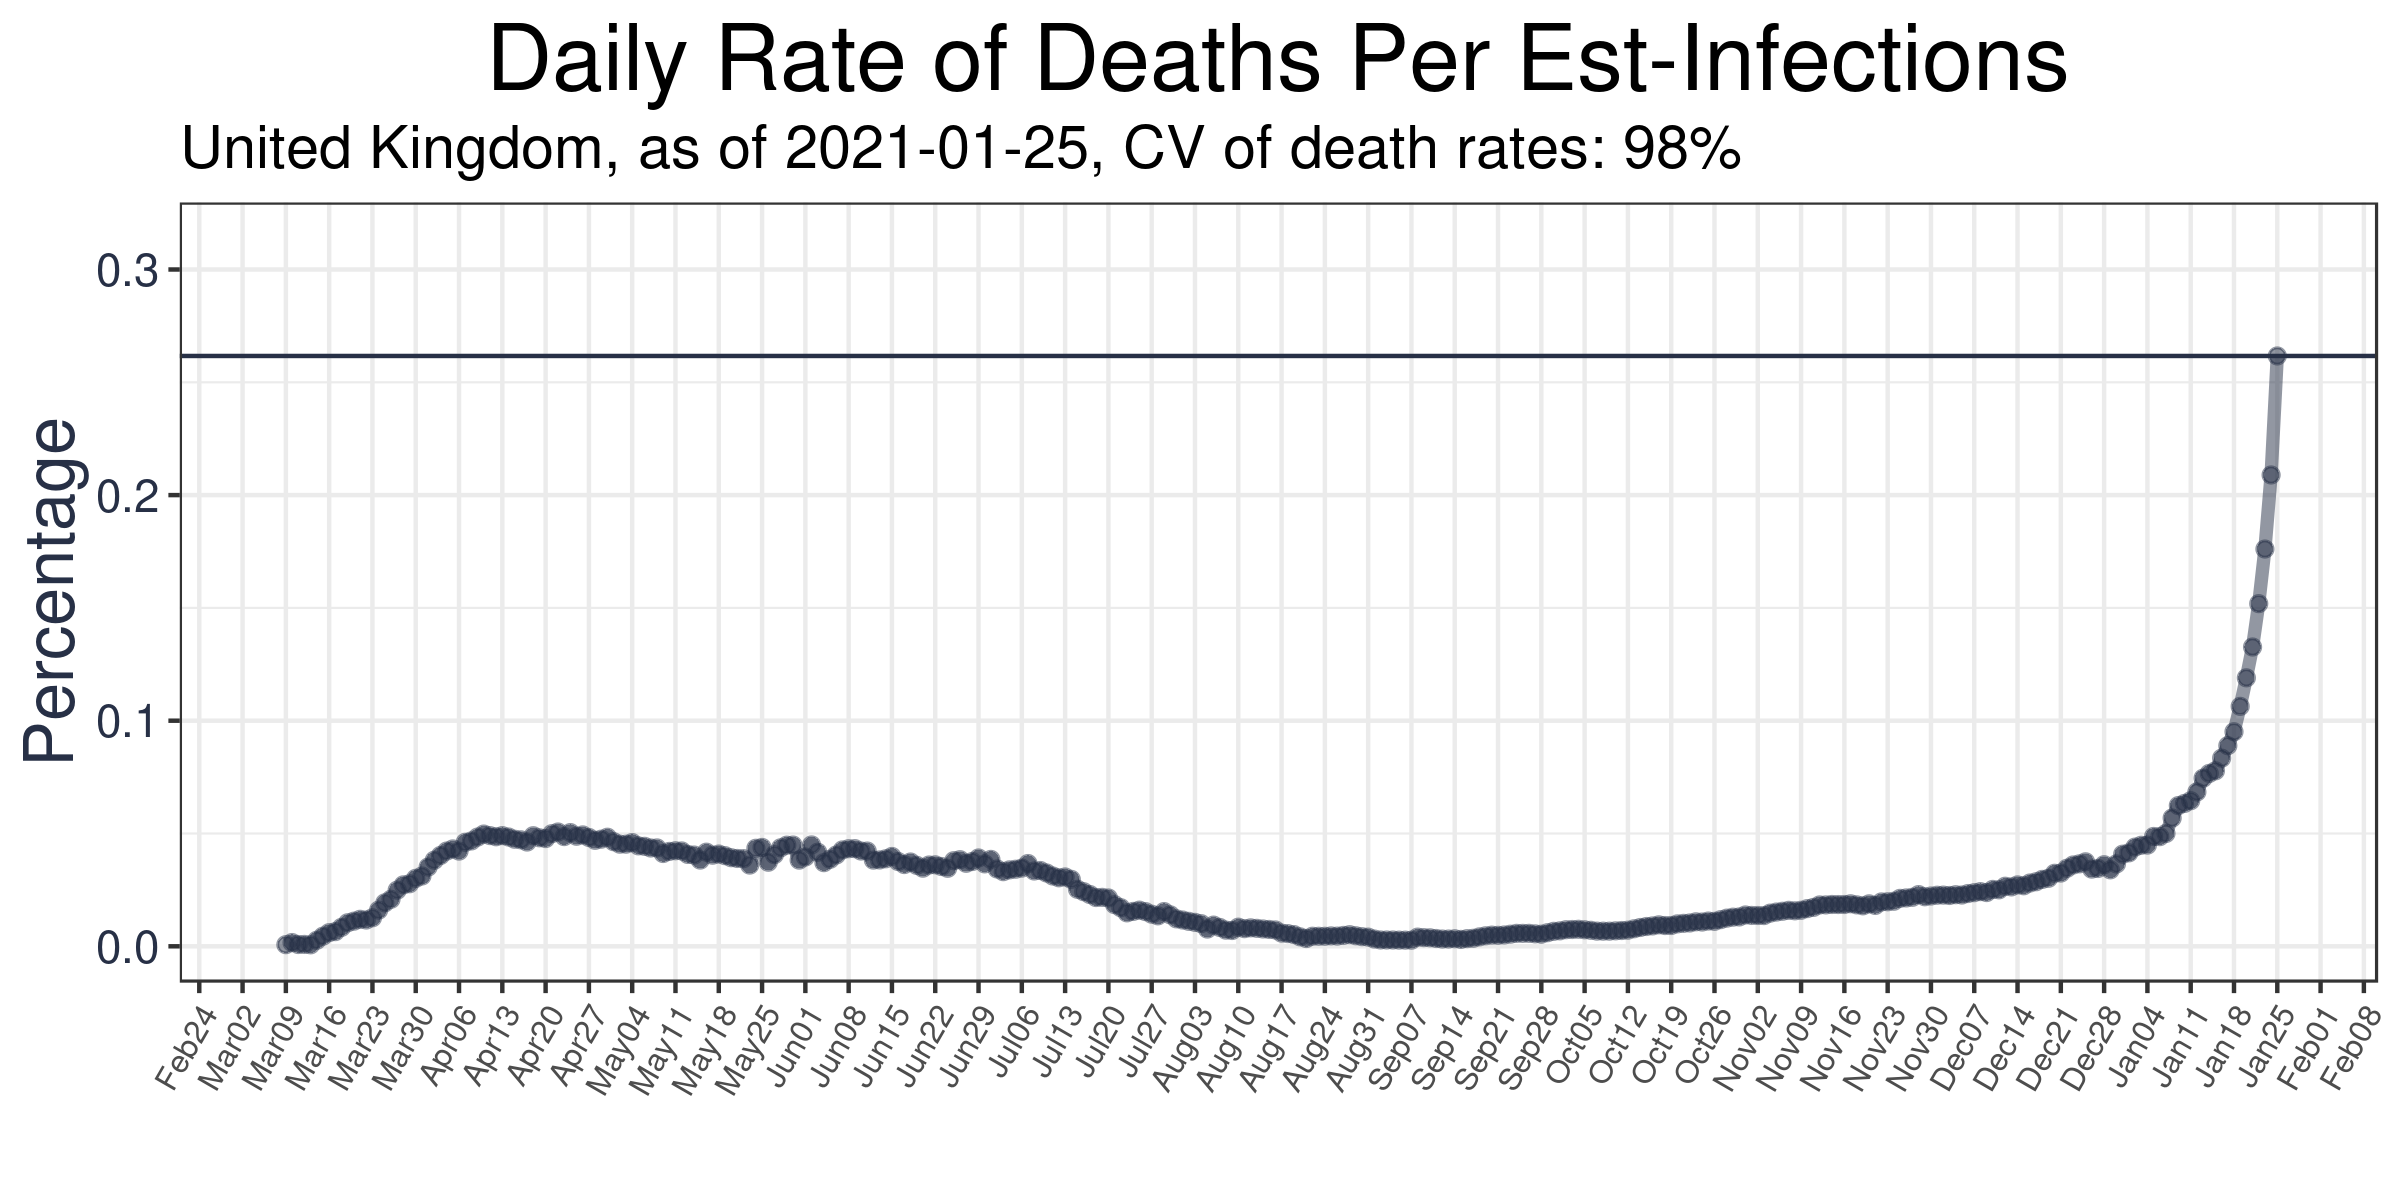 Daily Rate of Deaths Per Est-Infections
United Kingdom, as of 2021-01-25, CV of death rates: 98%
Percentage
0.3
0.2
0.1
0.0
Feb24
Mar02
Mar09
Mar16
Mar23
Mar30
Apr06
Apr13
Apr20
Apr27
May04
May11
May18
May25
Jun01
Jun08
Jun15
Jun22
Jun29
Jul06
Jul13
Jul20
Jul27
Aug03
Aug10
Aug17
Aug24
Aug31
Sep07
Sep14
Sep21
Sep28
Oct05
Oct12
Oct19
Oct26
Nov02
Nov09
Nov16
Nov23
Nov30
Dec07
Dec14
Dec21
Dec28
Jan04
Jan11
Jan18
Jan25
Feb01
Feb08